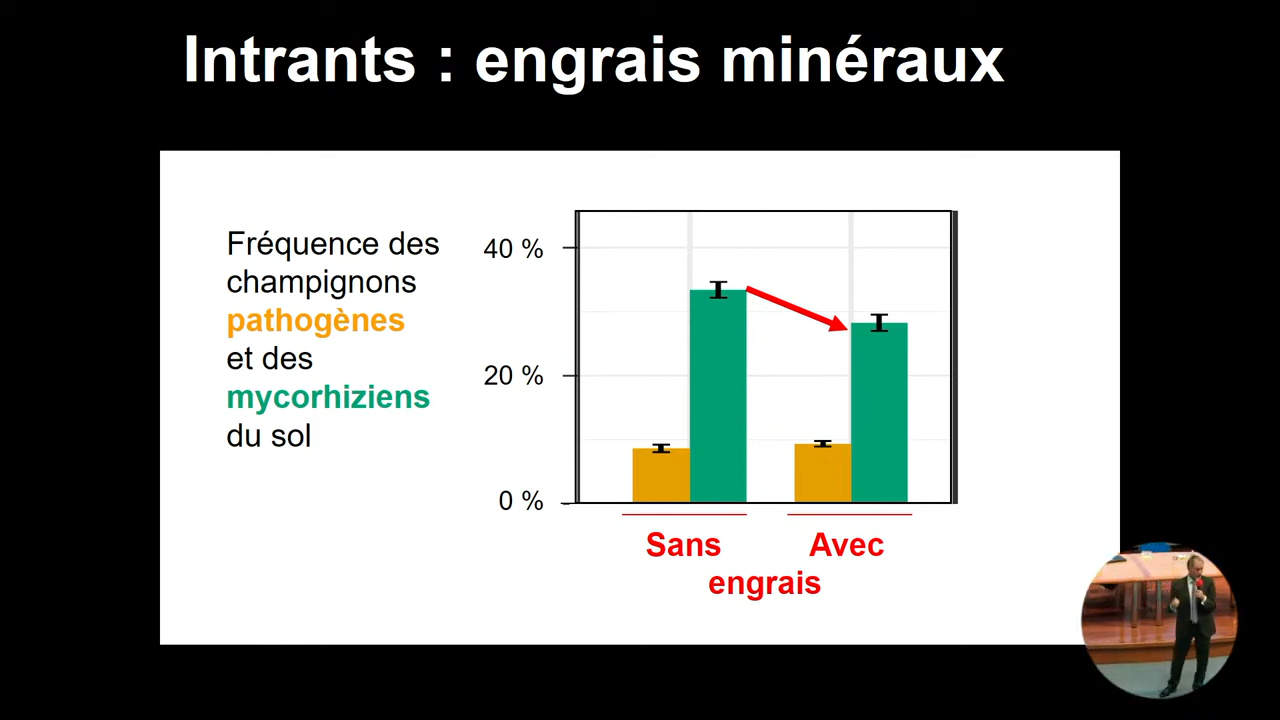 Intrants : engrais minéraux
Fréquence des
champignons
pathogènes
et des
mycorhiziens
du sol
40 %
20 %
0 %
Sans
Avec
engrais